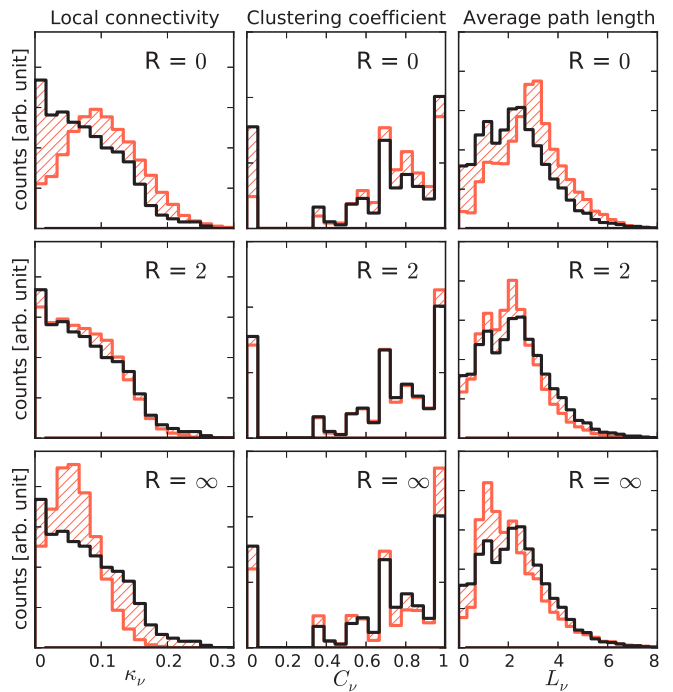 Local connectivity Clustering coefficient Average path length
counts [arb. unit] R = 0 R = 0 R = 0
counts [arb. unit] R = 2 R = 2 R = 2
counts [arb. unit] R = ∞ R = ∞ R = ∞
0 0.1 0.2 0.3 0 0.2 0.4 0.6 0.8 1 0 2 4 6 8
κν Cν Lν